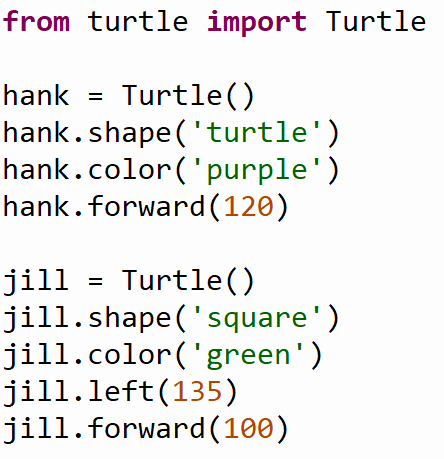 from turtle import Turtle
hank = Turtle()
hank.shape('turtle')
hank.color('purple')
hank.forward(120)
jill = Turtle()
jill.shape('square')
jill.color('green')
jill.left(135)
jill.forward(100)